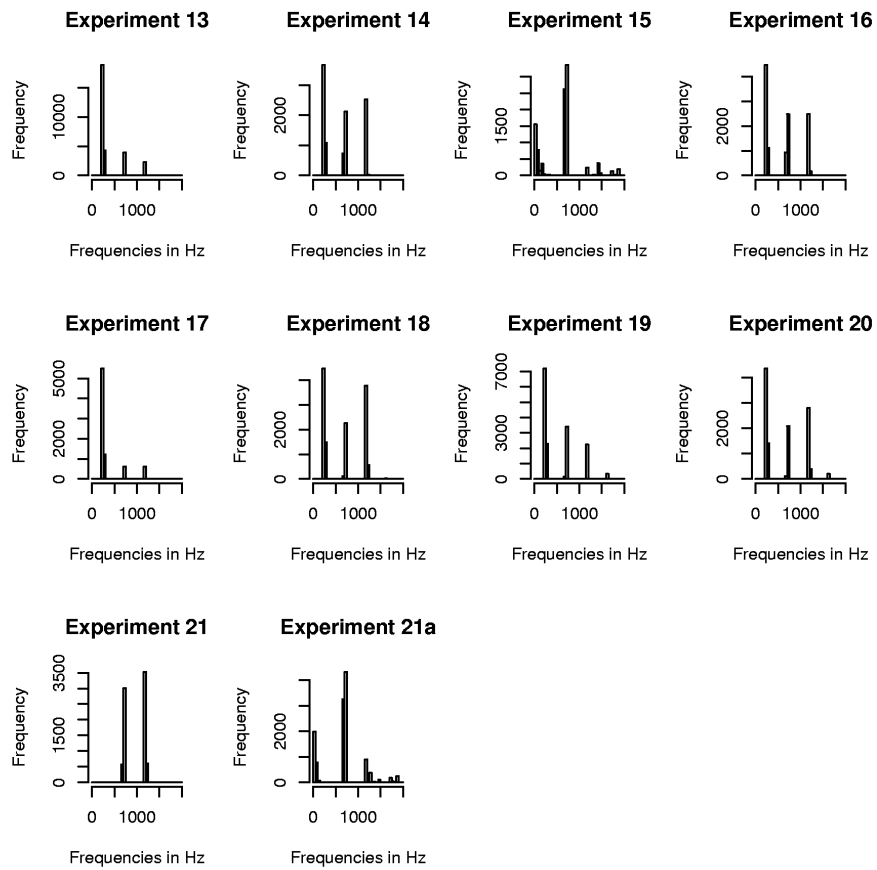 Experiment 13
Frequency
0 10000
0 1000
Frequencies in Hz
Experiment 14
Frequency
0 2000
0 1000
Frequencies in Hz
Experiment 15
Frequency
0 1500
0 1000
Frequencies in Hz
Experiment 16
Frequency
0 2000
0 1000
Frequencies in Hz
Experiment 17
Frequency
0 2000 5000
0 1000
Frequencies in Hz
Experiment 18
Frequency
0 2000
0 1000
Frequencies in Hz
Experiment 19
Frequency
0 3000 7000
0 1000
Frequencies in Hz
Experiment 20
Frequency
0 2000
0 1000
Frequencies in Hz
Experiment 21
Frequency
0 1500 3500
0 1000
Frequencies in Hz
Experiment 21a
Frequency
0 2000
0 1000
Frequencies in Hz